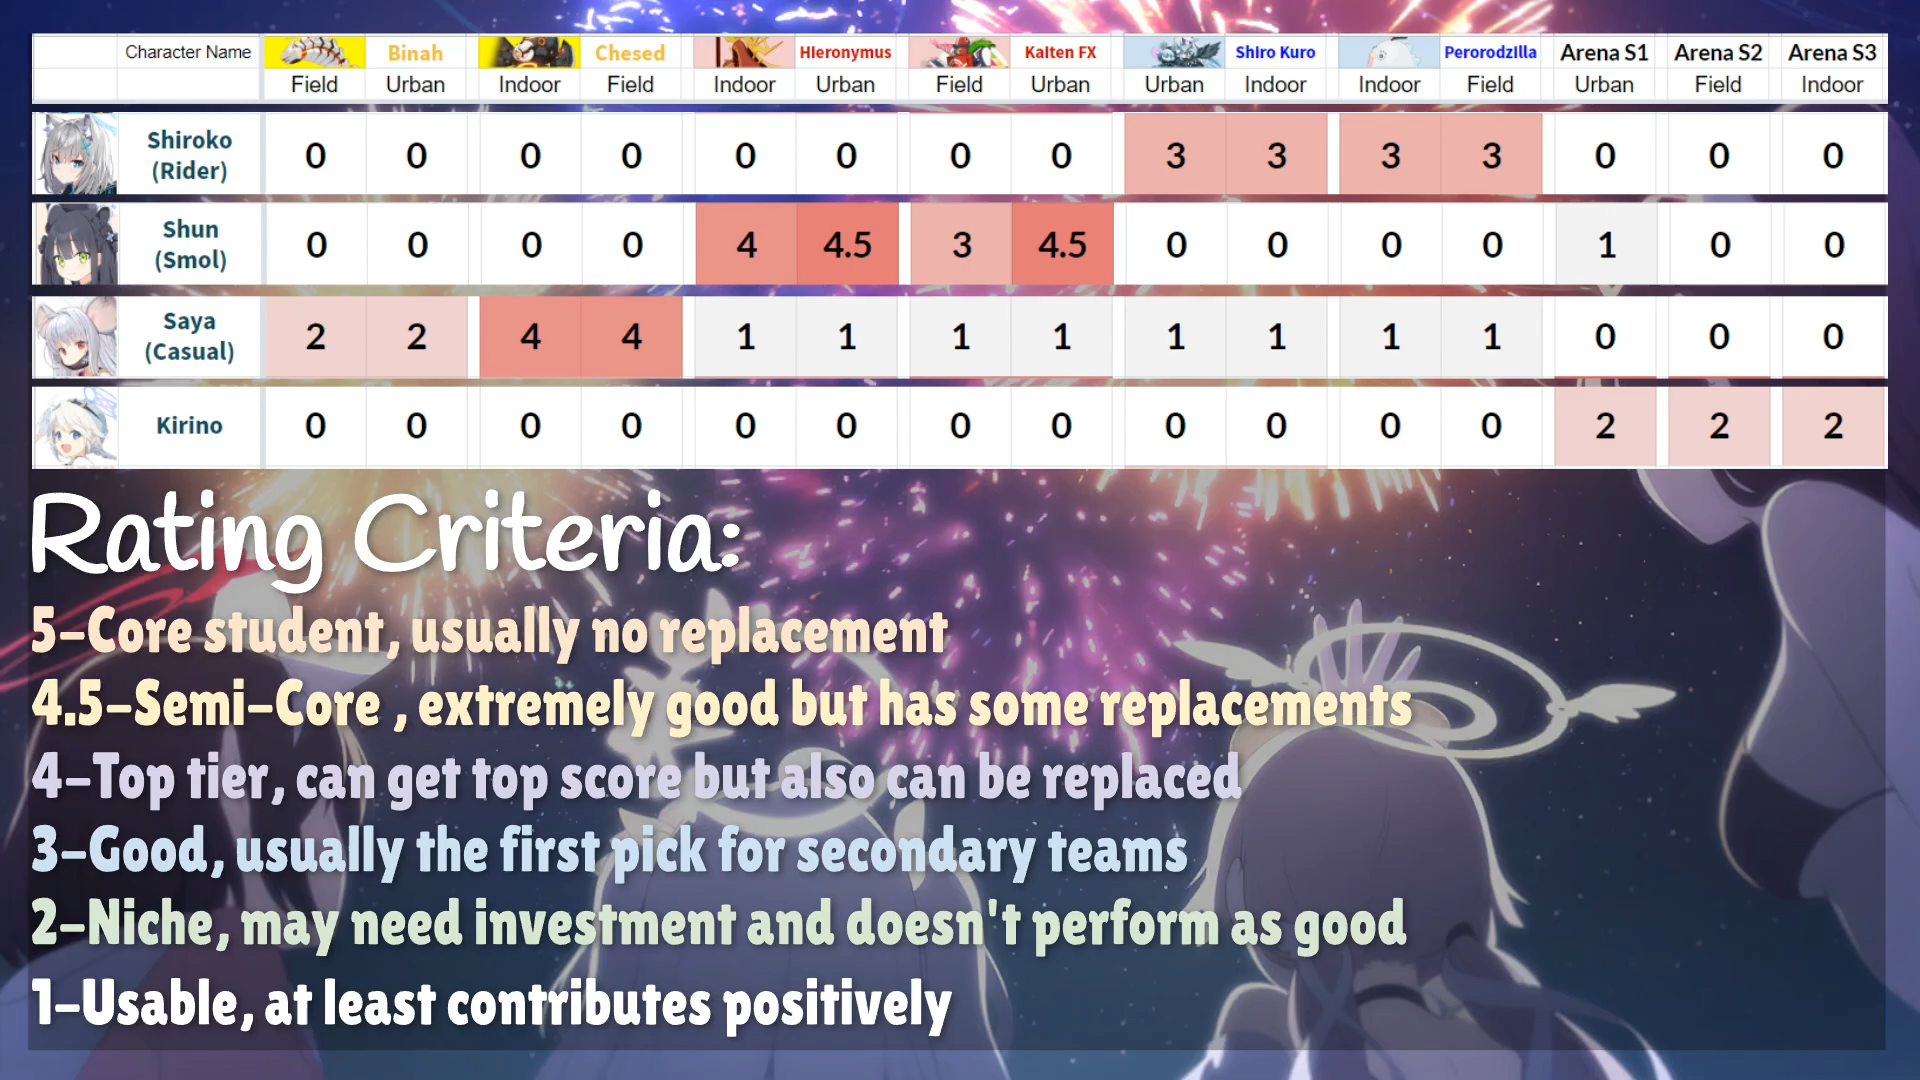 Character Name Binah Chesed HIeronymus KaIten FX Shiro Kuro Perorodzilla Arena S1 Arena S2 Arena S3
Field Urban Indoor Field Indoor Urban Field Urban Urban Indoor Indoor Field Urban Field Indoor
Shiroko
(Rider)
0 0 0 0 0 0 0 0 3 3 3 3 0 0 0
Shun
(Smol)
0 0 0 0 4 4.5 3 4.5 0 0 0 0 1 0 0
Saya
(Casual)
2 2 4 4 1 1 1 1 1 1 1 1 0 0 0
Kirino 0 0 0 0 0 0 0 0 0 0 0 0 2 2 2
Rating Criteria:
5-Core student, usually no replacement
4.5-Semi-Core , extremely good but has some replacements
4-Top tier, can get top score but also can be replaced
3-Good, usually the first pick for secondary teams
2-Niche, may need investment and doesn't perform as good
1-Usable, at least contributes positively